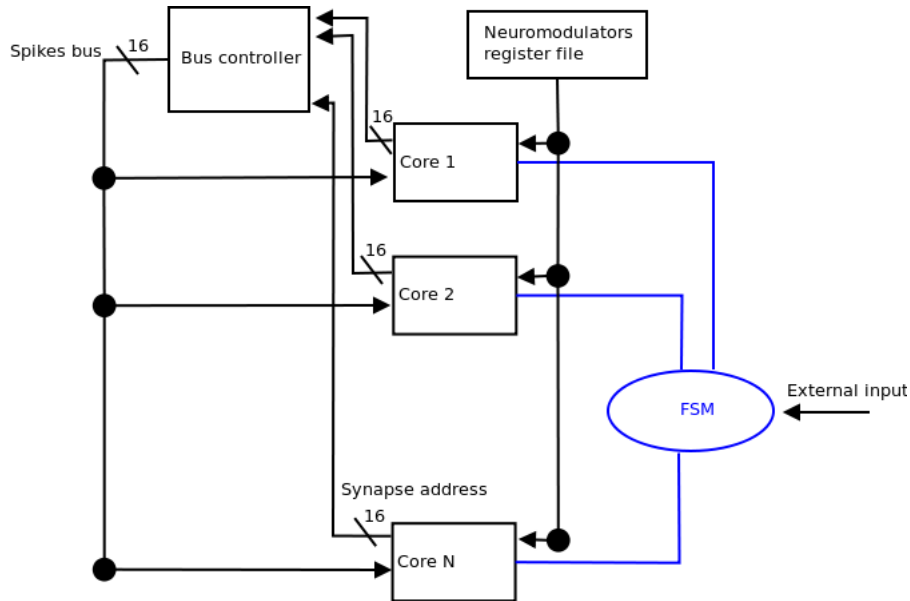 Spikes bus
16
Bus controller
Neuromodulators
register file
16
Core 1
16
Core 2
External input
FSM
Synapse address
16
Core N